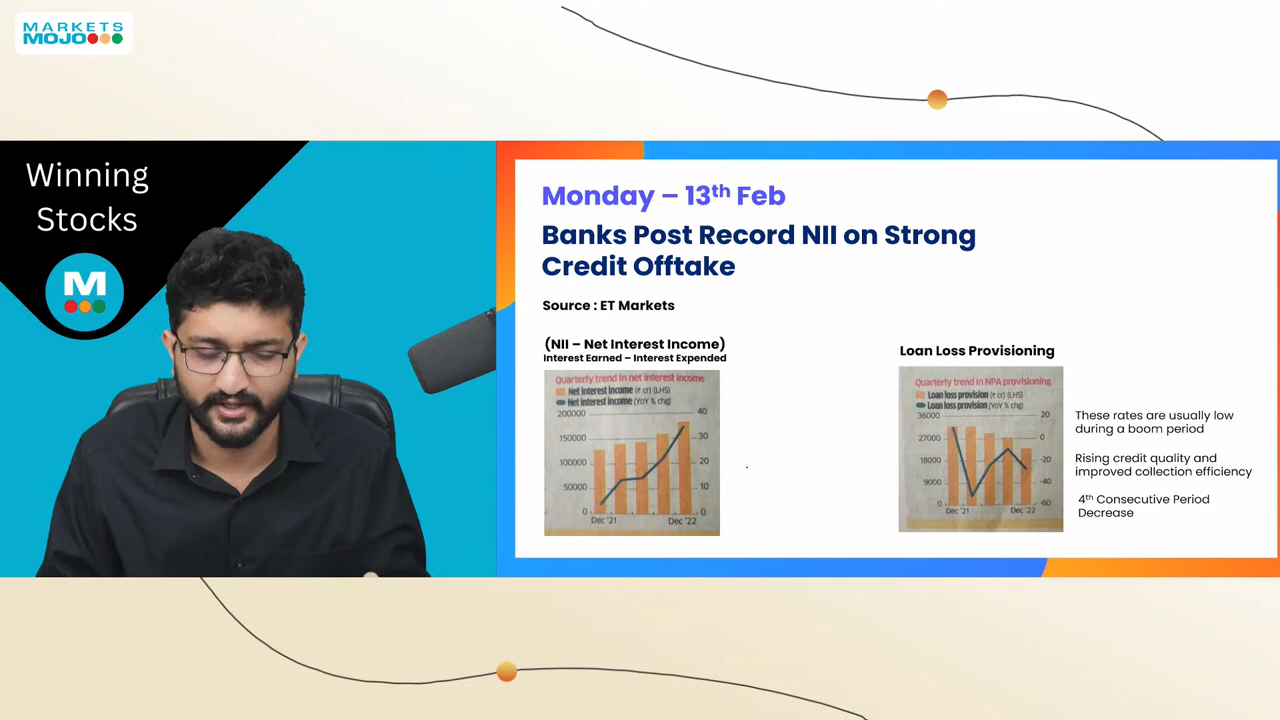 MARKETS
MOJO
Winning
Stocks
M
Monday – 13th Feb
Banks Post Record NII on Strong
Credit Offtake
Source : ET Markets
(NII – Net Interest Income)
Interest Earned – Interest Expended
Quarterly trend in net interest income
Net interest income (₹ cr) (LHS)
Net interest income (YoY % chg)
200000
40
150000
30
100000
20
50000
10
0
0
Dec '21
Dec '22
Loan Loss Provisioning
Quarterly trend in NPA provisioning
Loan loss provision (₹ cr) (LHS)
Loan loss provision (YoY % chg)
36000
20
27000
0
18000
-20
9000
-40
0
-60
Dec '21
Dec '22
These rates are usually low
during a boom period
Rising credit quality and
improved collection efficiency
4th Consecutive Period
Decrease